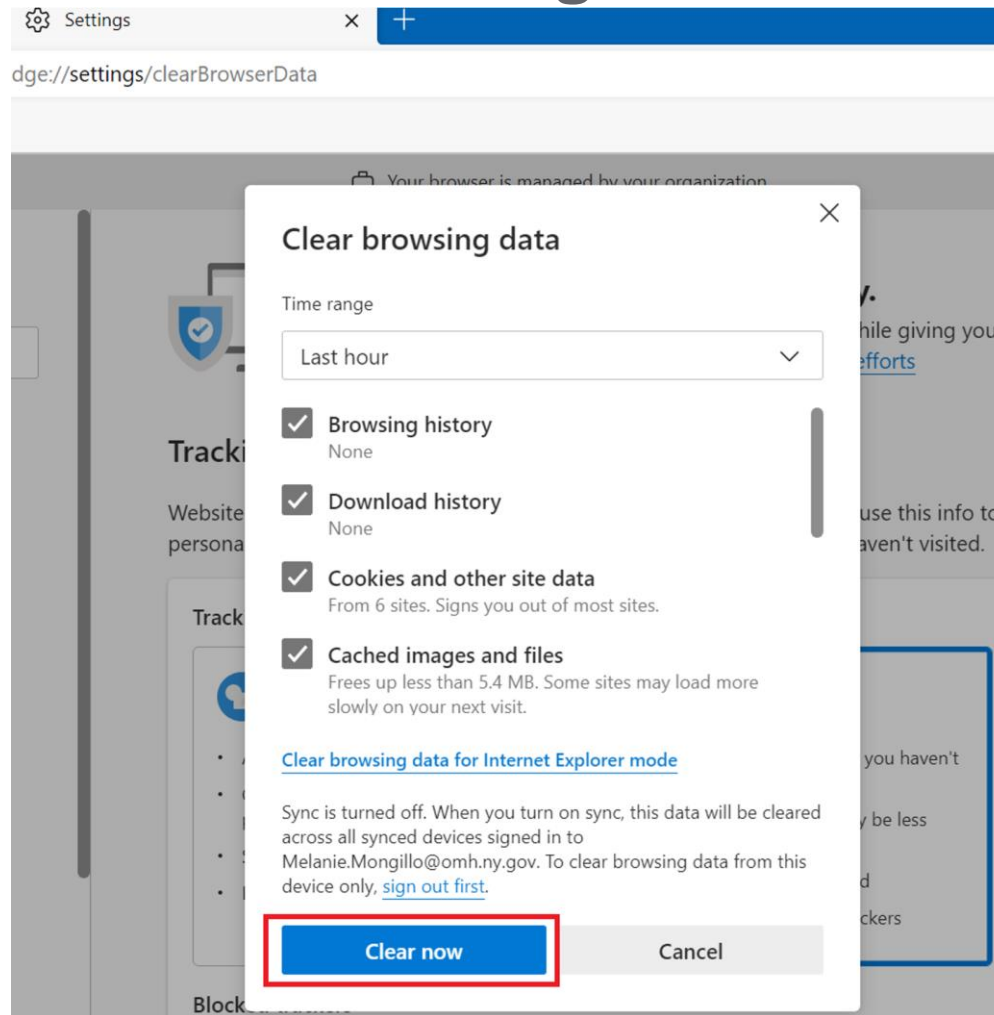 Settings
dge://settings/clearBrowserData
Your browser is managed by your organization
Clear browsing data
Time range
Last hour
Browsing history
None
Download history
None
Cookies and other site data
From 6 sites. Signs you out of most sites.
Cached images and files
Frees up less than 5.4 MB. Some sites may load more
slowly on your next visit.
Clear browsing data for Internet Explorer mode
Sync is turned off. When you turn on sync, this data will be cleared
across all synced devices signed in to
Melanie.Mongillo@omh.ny.gov. To clear browsing data from this
device only, sign out first.
Clear now
Cancel
y.
hile giving you
efforts
Tracki
Website
persona
use this info to
aven't visited.
Track
you haven't
y be less
d
ckers
Block